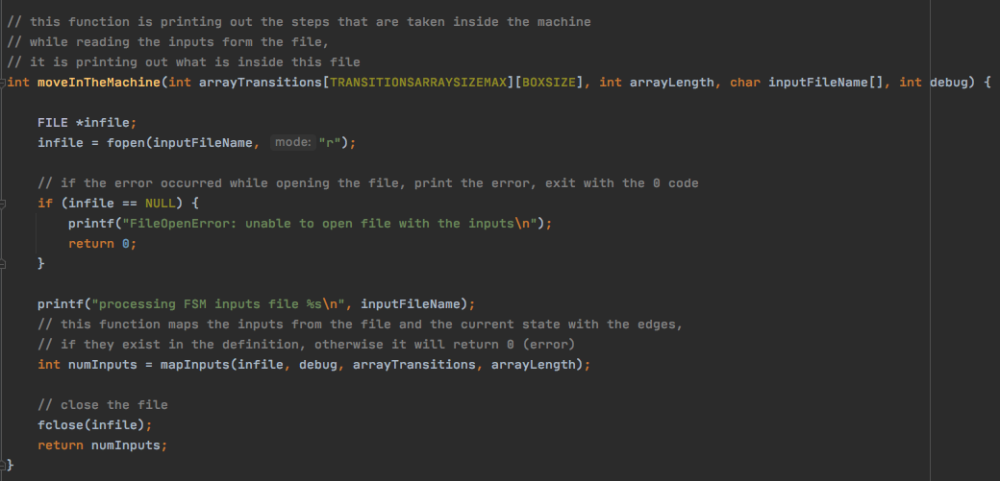 // this function is printing out the steps that are taken inside the machine
// while reading the inputs form the file,
// it is printing out what is inside this file
int moveInTheMachine(int arrayTransitions[TRANSITIONSARRAYSIZEMAX][BOXSIZE], int arrayLength, char inputFileName[], int debug) {
FILE *infile;
infile = fopen(inputFileName, mode: "r");
// if the error occurred while opening the file, print the error, exit with the 0 code
if (infile == NULL) {
printf("FileOpenError: unable to open file with the inputs\n");
return 0;
}
printf("processing FSM inputs file %s\n", inputFileName);
// this function maps the inputs from the file and the current state with the edges,
// if they exist in the definition, otherwise it will return 0 (error)
int numInputs = mapInputs(infile, debug, arrayTransitions, arrayLength);
// close the file
fclose(infile);
return numInputs;
}